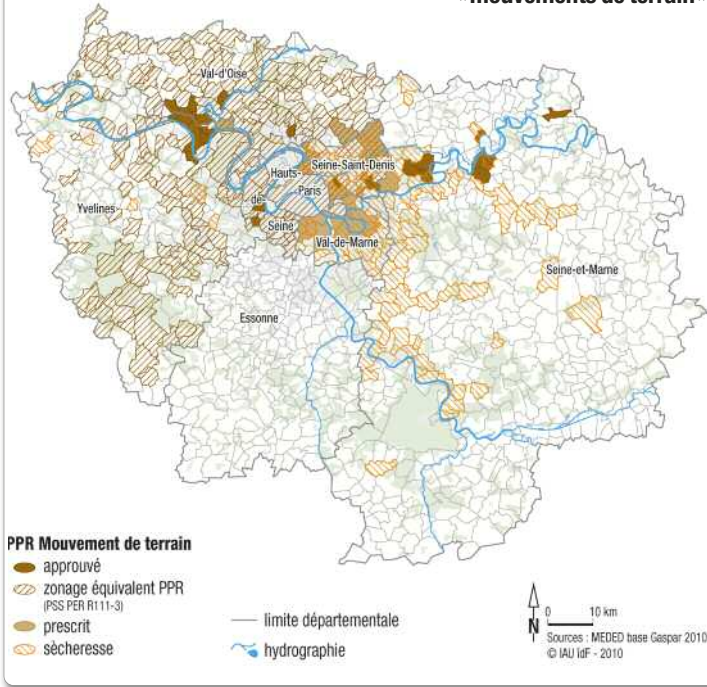 "mouvements de terrain"
Val-d'Oise
Seine-Saint-Denis
Hauts-
Paris
Yvelines
de-
Seine
Val-de-Marne
Seine-et-Marne
Essonne
PPR Mouvement de terrain
approuvé
zonage équivalent PPR
(PSS PER R111-3)
prescrit
sècheresse
limite départementale
hydrographie
N
0 10 km
Sources : MEDED base Gaspar 2010
© IAU îdF - 2010